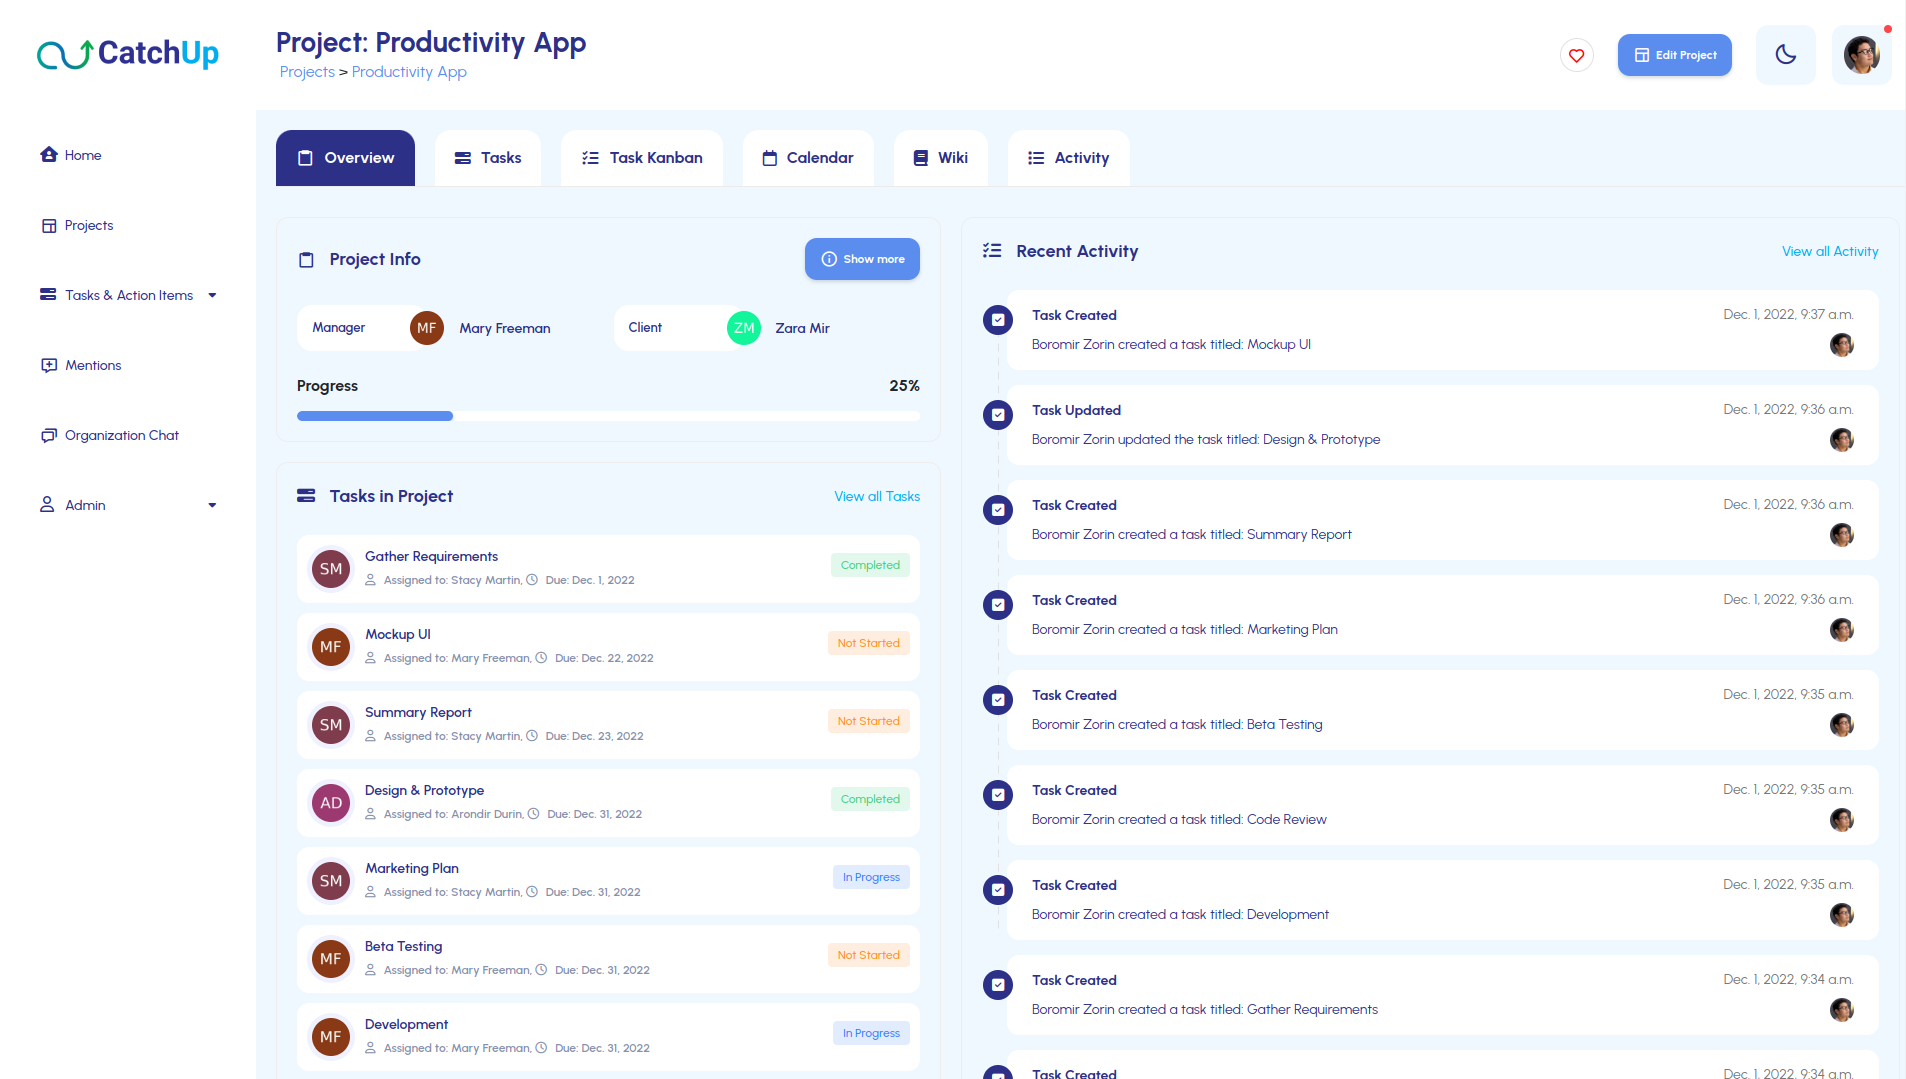 CatchUp
Project: Productivity App
Projects > Productivity App
Edit Project
Home
Projects
Tasks & Action Items
Mentions
Organization Chat
Admin
Overview
Tasks
Task Kanban
Calendar
Wiki
Activity
Project Info
Show more
Manager
MF
Mary Freeman
Client
ZM
Zara Mir
Progress
25%
Tasks in Project
View all Tasks
SM
Gather Requirements
Assigned to: Stacy Martin, Due: Dec. 1, 2022
Completed
MF
Mockup UI
Assigned to: Mary Freeman, Due: Dec. 22, 2022
Not Started
SM
Summary Report
Assigned to: Stacy Martin, Due: Dec. 23, 2022
Not Started
AD
Design & Prototype
Assigned to: Arondir Durin, Due: Dec. 31, 2022
Completed
SM
Marketing Plan
Assigned to: Stacy Martin, Due: Dec. 31, 2022
In Progress
MF
Beta Testing
Assigned to: Mary Freeman, Due: Dec. 31, 2022
Not Started
MF
Development
Assigned to: Mary Freeman, Due: Dec. 31, 2022
In Progress
Recent Activity
View all Activity
Task Created
Dec. 1, 2022, 9:37 a.m.
Boromir Zorin created a task titled: Mockup UI
Task Updated
Dec. 1, 2022, 9:36 a.m.
Boromir Zorin updated the task titled: Design & Prototype
Task Created
Dec. 1, 2022, 9:36 a.m.
Boromir Zorin created a task titled: Summary Report
Task Created
Dec. 1, 2022, 9:36 a.m.
Boromir Zorin created a task titled: Marketing Plan
Task Created
Dec. 1, 2022, 9:35 a.m.
Boromir Zorin created a task titled: Beta Testing
Task Created
Dec. 1, 2022, 9:35 a.m.
Boromir Zorin created a task titled: Code Review
Task Created
Dec. 1, 2022, 9:35 a.m.
Boromir Zorin created a task titled: Development
Task Created
Dec. 1, 2022, 9:34 a.m.
Boromir Zorin created a task titled: Gather Requirements
Task Created
Dec. 1, 2022, 9:34 a.m.